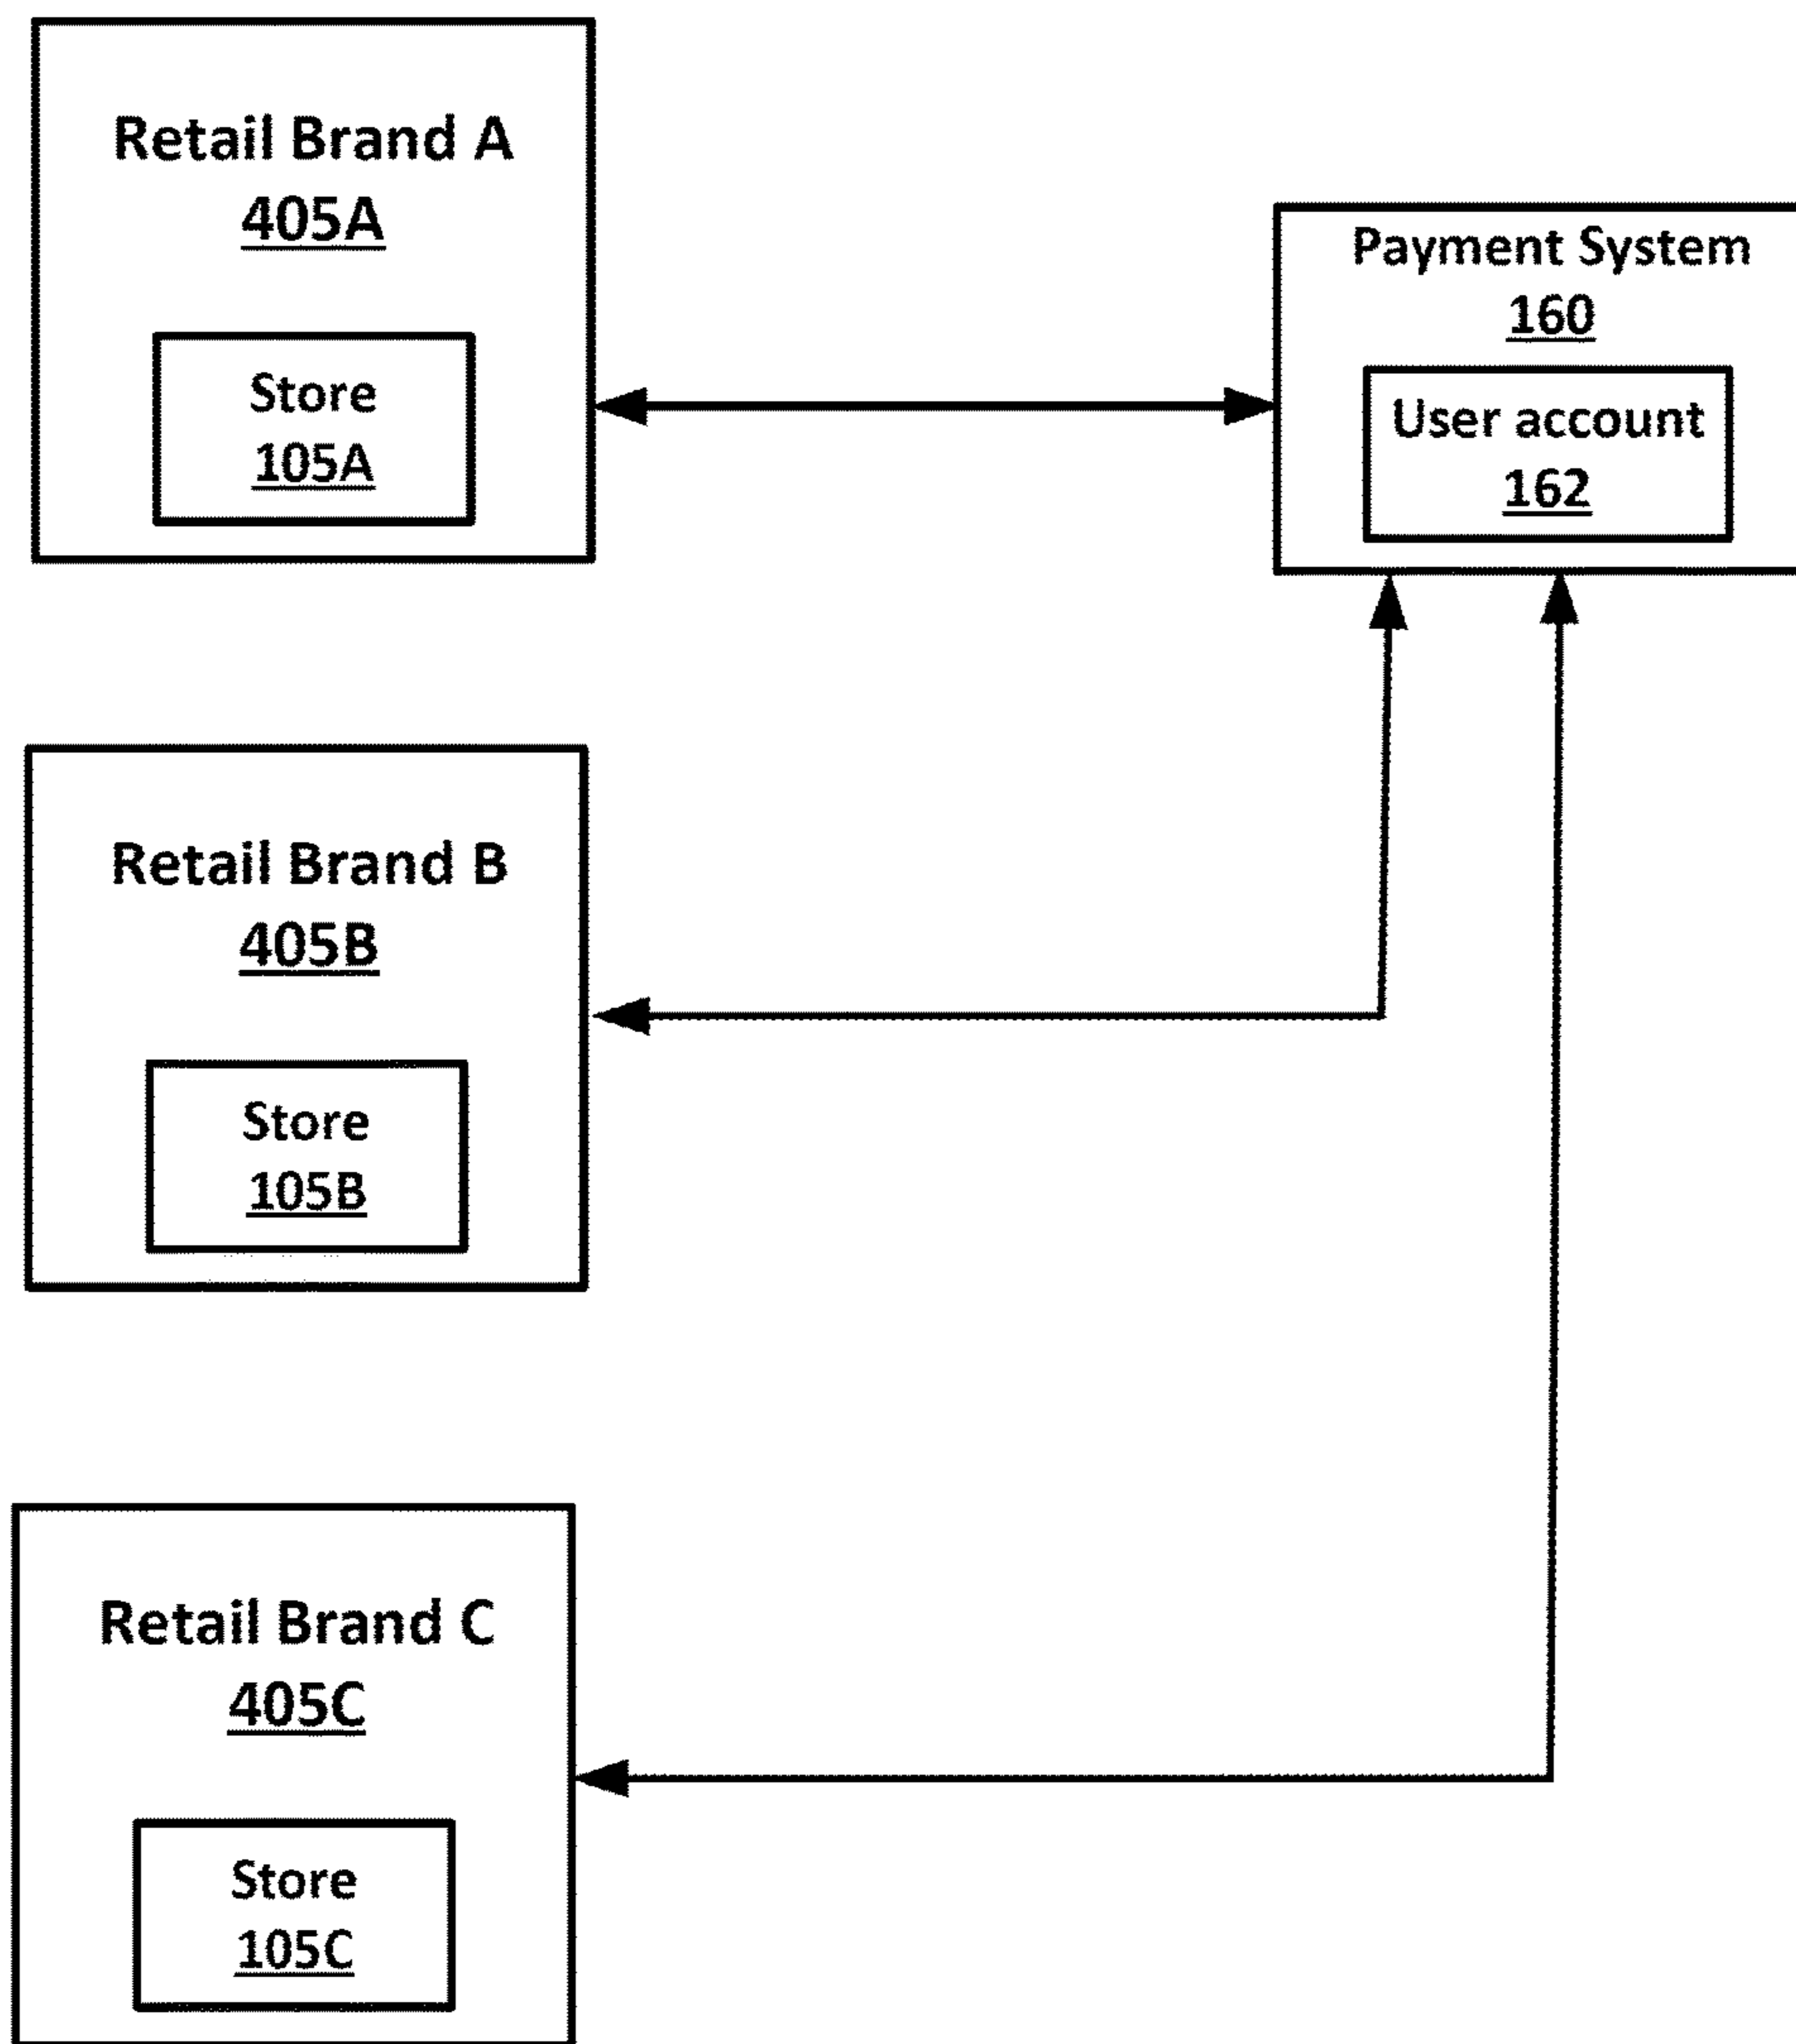 Retail Brand A
405A
Store
105A
Payment System
160
User account
162
Retail Brand B
405B
Store
105B
Retail Brand C
405C
Store
105C